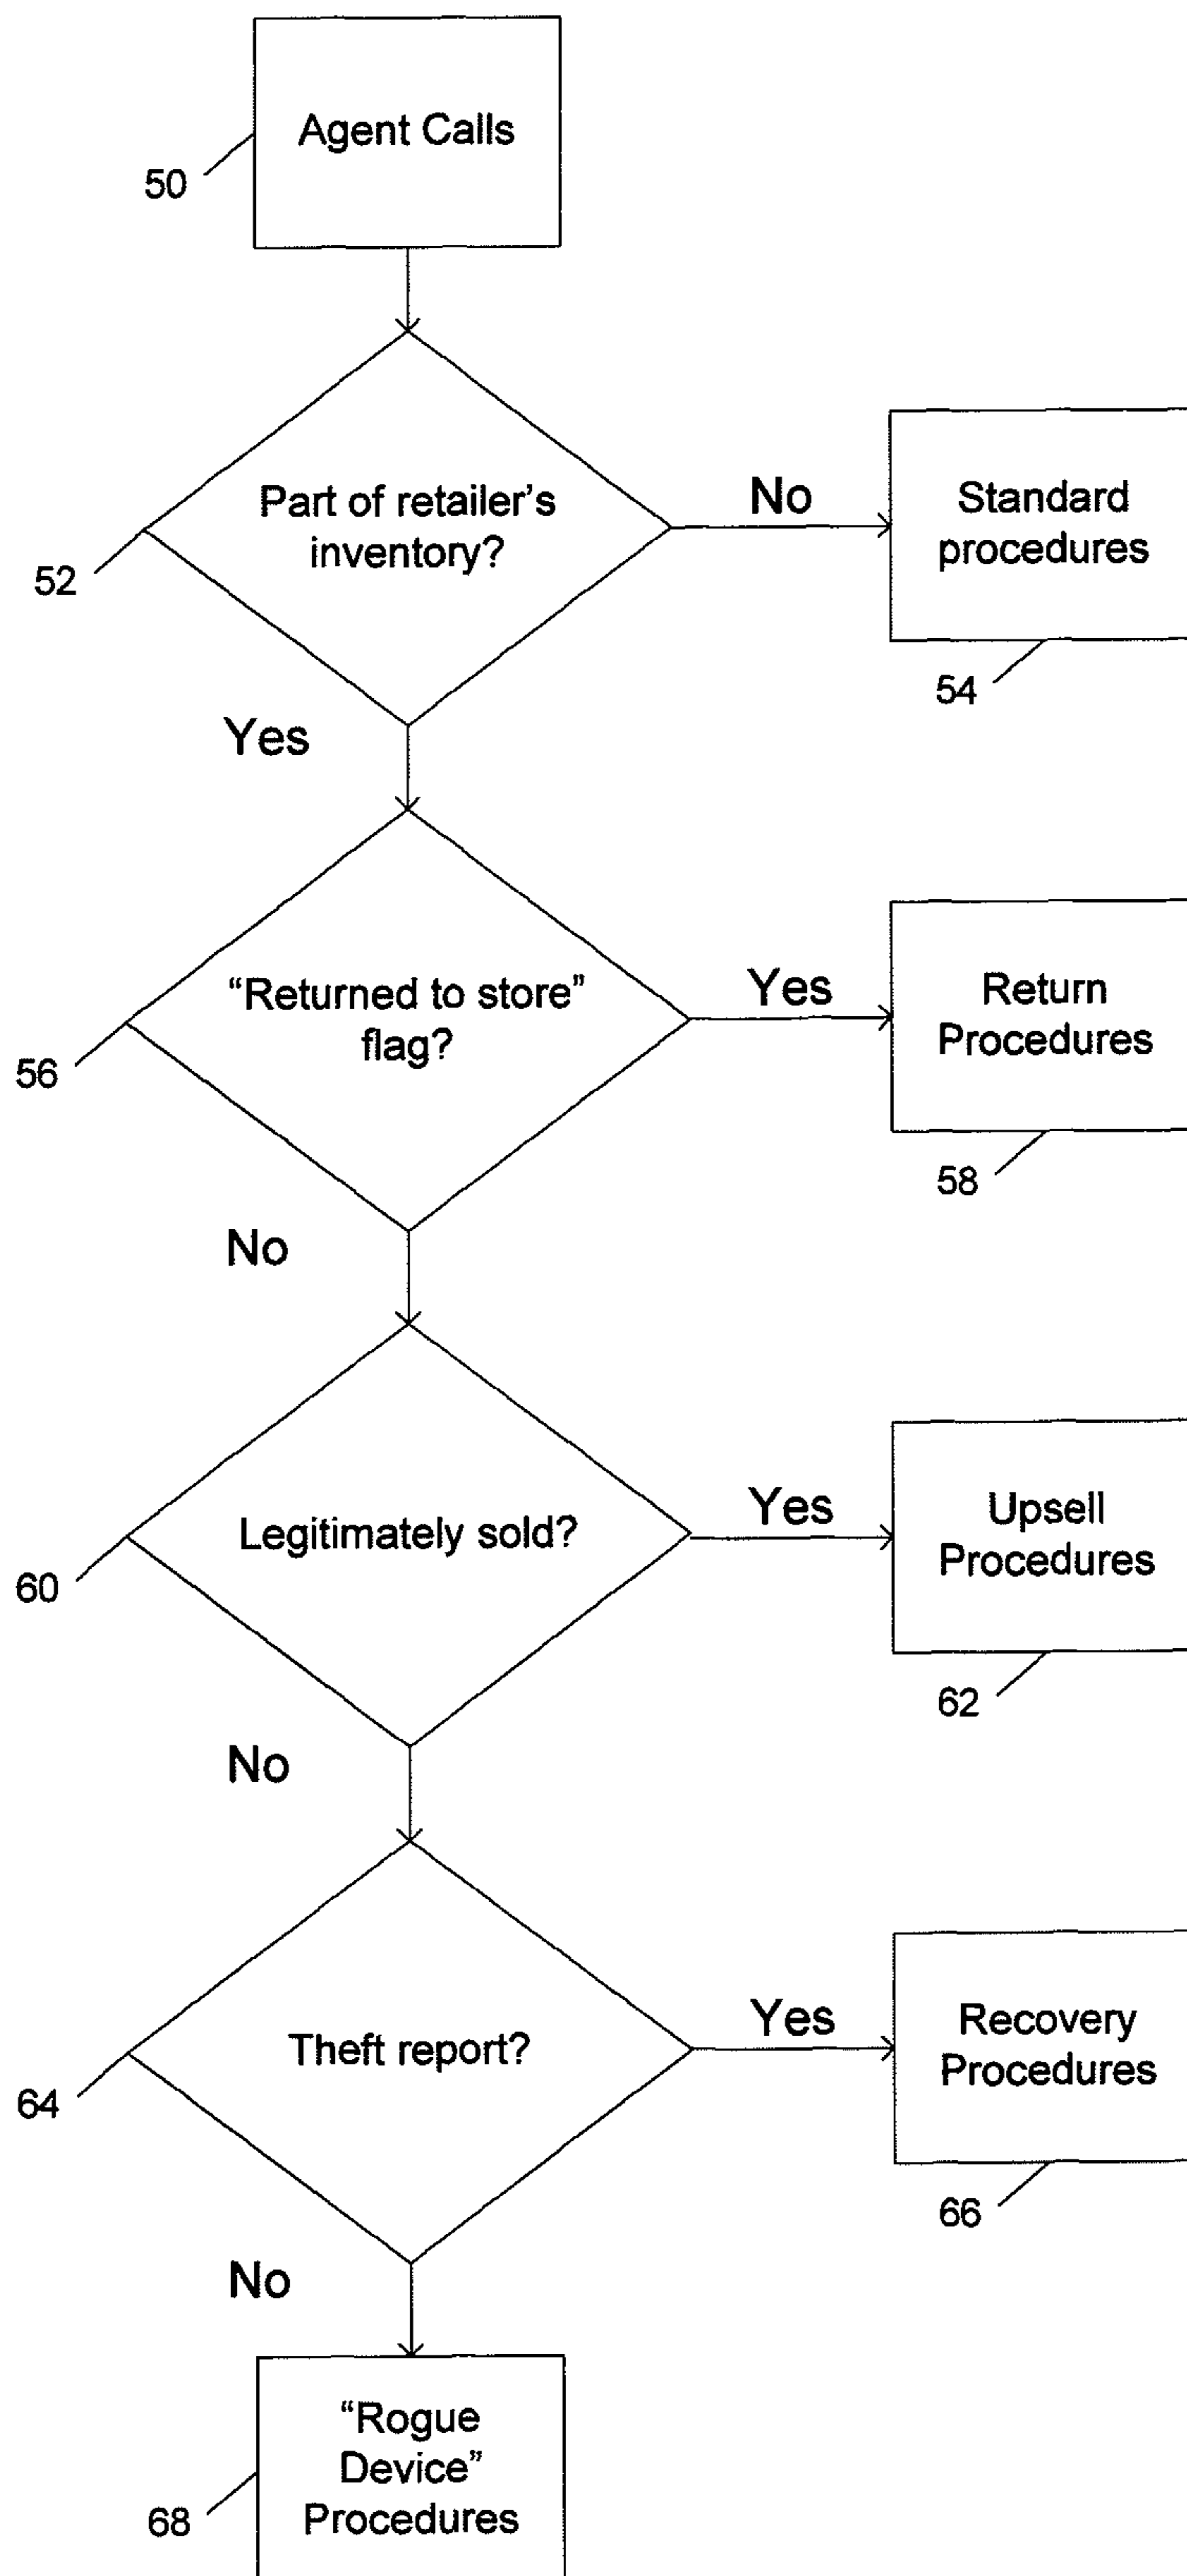 Agent Calls
50
Part of retailer’s
inventory?
52
No
Standard
procedures
54
Yes
“Returned to store”
flag?
56
Yes
Return
Procedures
58
No
Legitimately sold?
60
Yes
Upsell
Procedures
62
No
Theft report?
64
Yes
Recovery
Procedures
66
No
“Rogue
Device”
Procedures
68